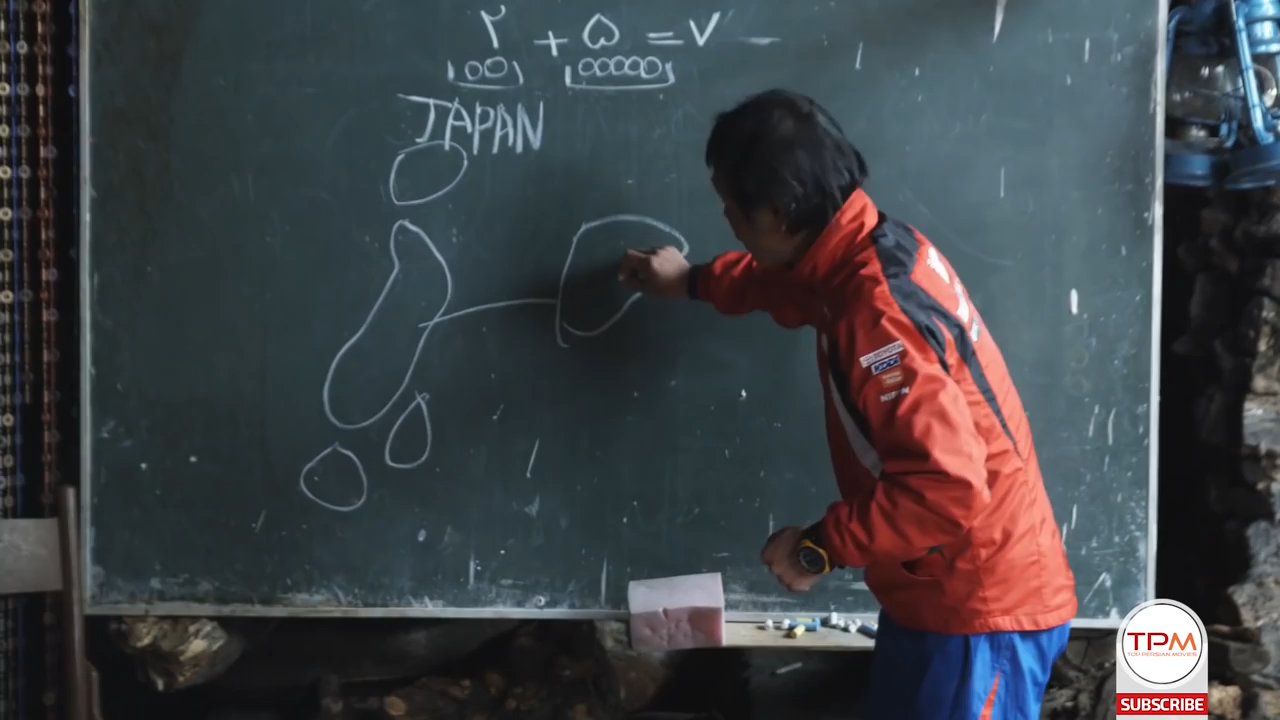 ۲ + ۵ = ۷
JAPAN
TPM
TOP PERSIAN MOVIES
SUBSCRIBE